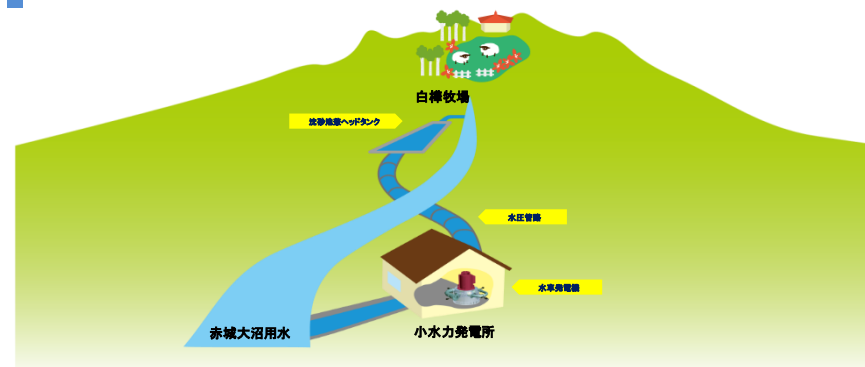 白樺牧場
沈砂池兼ヘッドタンク
水圧管路
水車発電機
赤城大沼用水
小水力発電所